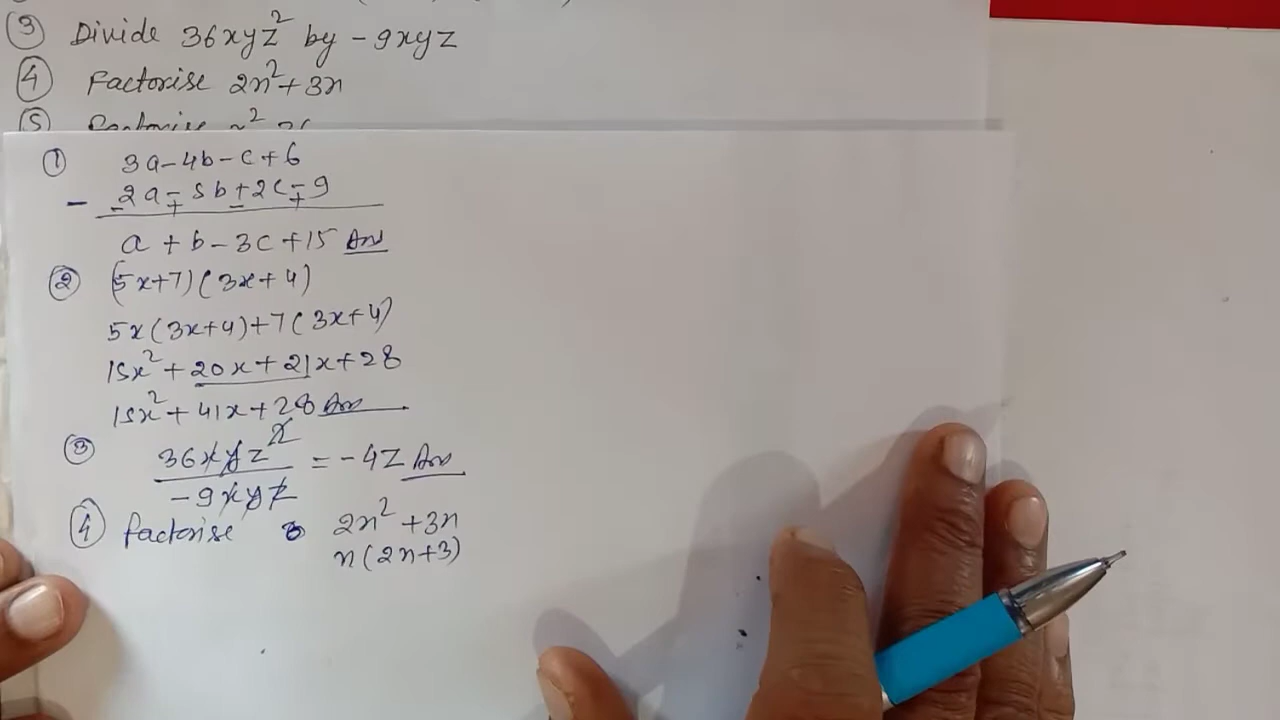 ③ Divide 36xyz² by -9xyz
④ Factorise 2n²+3n
⑤
① 3a-4b-c+6
- 2a-5b+2c-9
- + - +
a+b-3c+15 Ans
② (5x+7)(3x+4)
5x(3x+4)+7(3x+4)
15x²+20x+21x+28
15x²+41x+28 Ans
③ 36xyz²
-9xyz = -4z Ans
④ factorise 2n²+3n
n(2n+3)